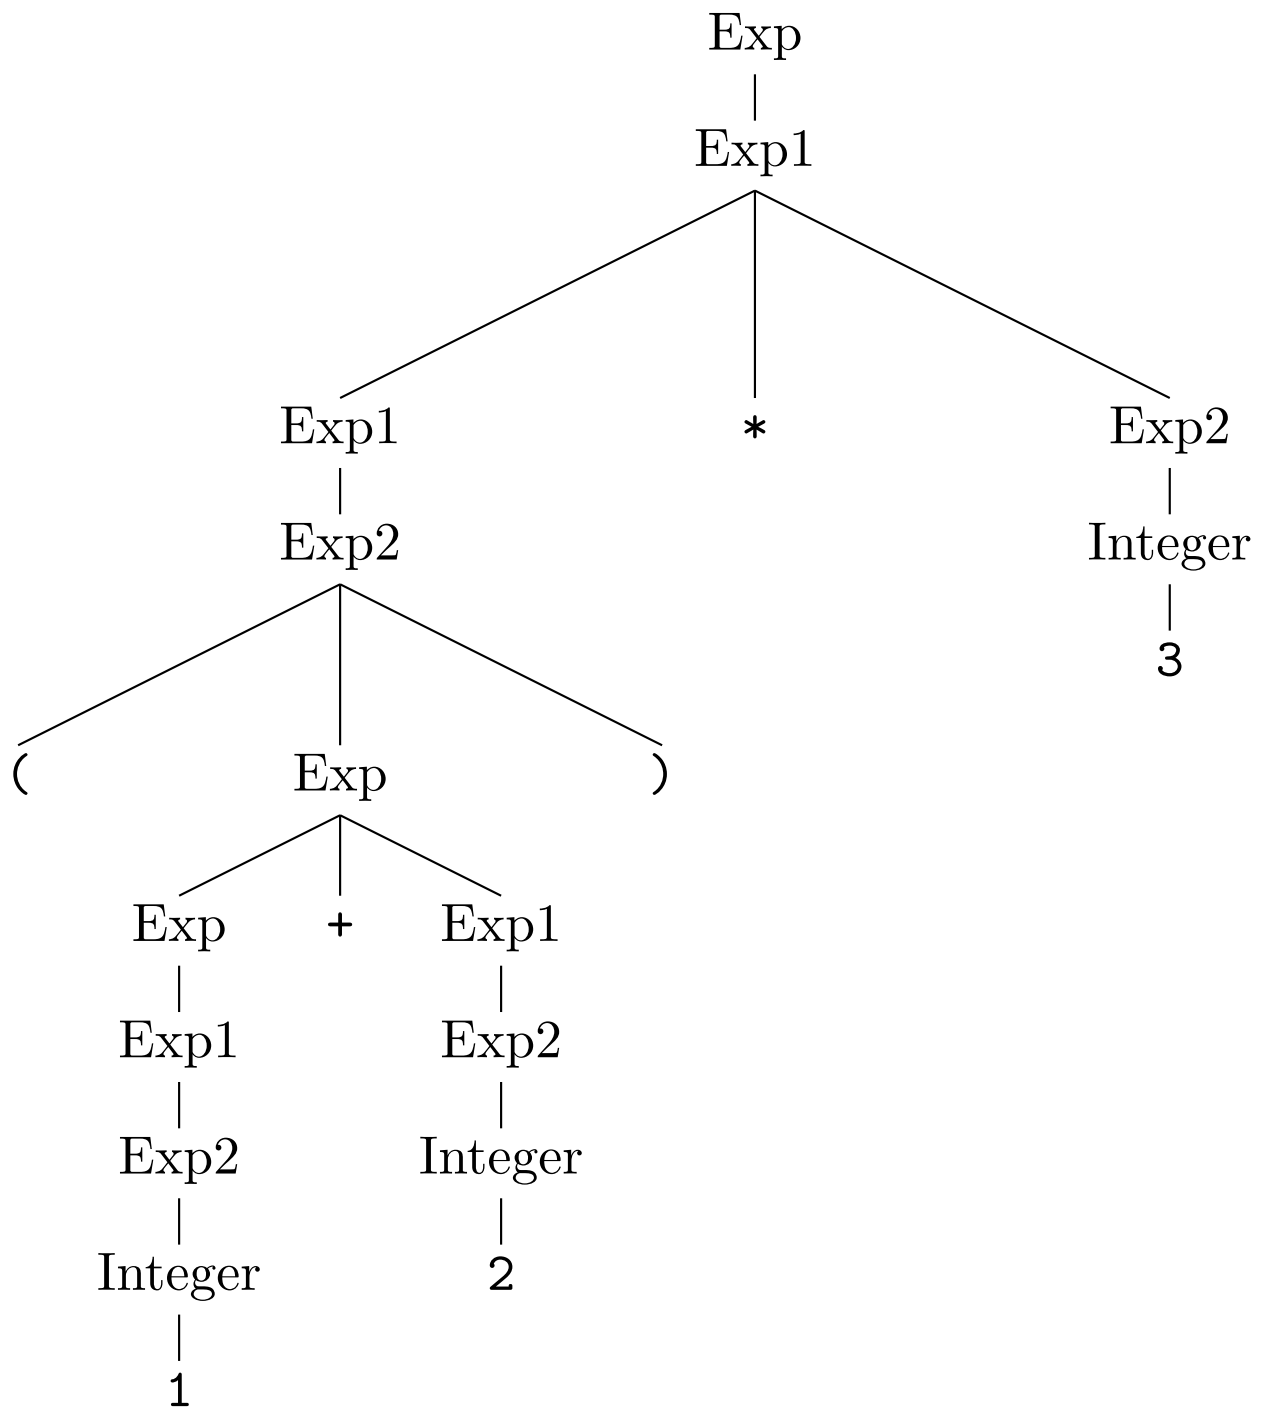 Exp
Exp1
Exp1 * Exp2
Exp2 Integer
3
( Exp )
Exp + Exp1
Exp1 Exp2
Exp2 Integer
Integer 2
1